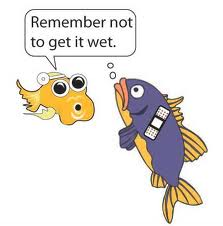 Remember not
to get it wet.